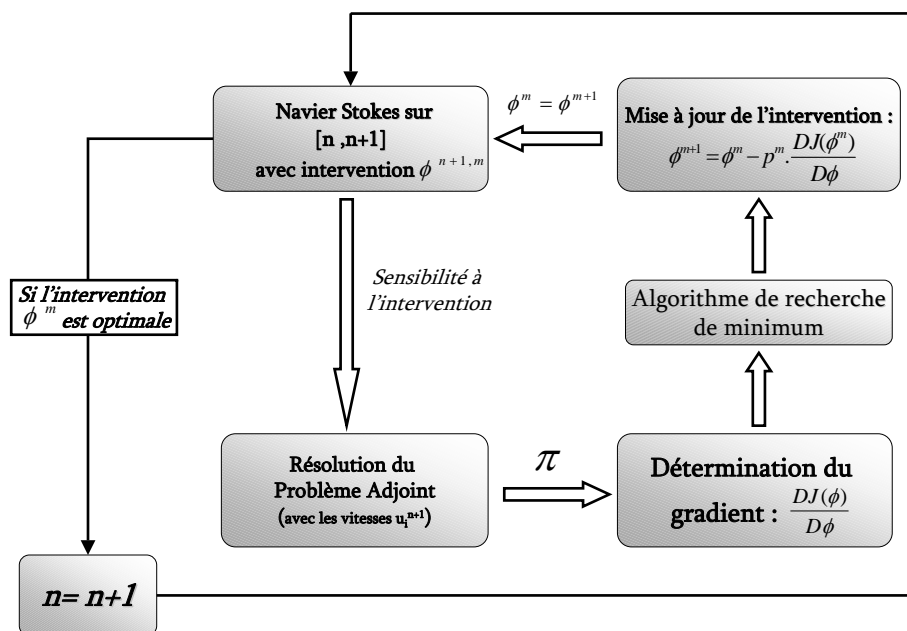 Navier Stokes sur
[n ,n+1]
avec intervention ϕ^{n+1,m}
ϕ^m = ϕ^{m+1}
Mise à jour de l'intervention :
ϕ^{m+1} = ϕ^m − p^m . DJ(ϕ^m) / Dϕ
Si l'intervention
ϕ^m est optimale
Sensibilité à
l'intervention
Algorithme de recherche
de minimum
Résolution du
Problème Adjoint
(avec les vitesses u_i^{n+1})
π
Détermination du
gradient : DJ(ϕ) / Dϕ
n= n+1